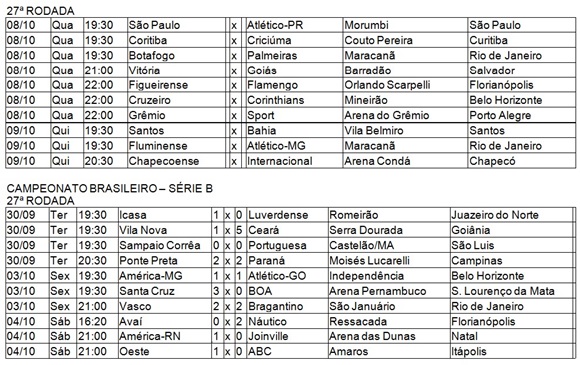 27ª RODADA
08/10 Qua 19:30 São Paulo x Atlético-PR Morumbi São Paulo
08/10 Qua 19:30 Coritiba x Criciúma Couto Pereira Curitiba
08/10 Qua 19:30 Botafogo x Palmeiras Maracanã Rio de Janeiro
08/10 Qua 21:00 Vitória x Goiás Barradão Salvador
08/10 Qua 22:00 Figueirense x Flamengo Orlando Scarpelli Florianópolis
08/10 Qua 22:00 Cruzeiro x Corinthians Mineirão Belo Horizonte
08/10 Qua 22:00 Grêmio x Sport Arena do Grêmio Porto Alegre
09/10 Qui 19:30 Santos x Bahia Vila Belmiro Santos
09/10 Qui 19:30 Fluminense x Atlético-MG Maracanã Rio de Janeiro
09/10 Qui 20:30 Chapecoense x Internacional Arena Condá Chapecó
CAMPEONATO BRASILEIRO – SÉRIE B
27ª RODADA
30/09 Ter 19:30 Icasa 1 x 0 Luverdense Romeirão Juazeiro do Norte
30/09 Ter 19:30 Vila Nova 1 x 5 Ceará Serra Dourada Goiânia
30/09 Ter 19:30 Sampaio Corrêa 0 x 0 Portuguesa Castelão/MA São Luis
30/09 Ter 20:30 Ponte Preta 2 x 2 Paraná Moisés Lucarelli Campinas
03/10 Sex 19:30 América-MG 1 x 1 Atlético-GO Independência Belo Horizonte
03/10 Sex 19:30 Santa Cruz 3 x 0 BOA Arena Pernambuco S. Lourenço da Mata
03/10 Sex 21:00 Vasco 2 x 2 Bragantino São Januário Rio de Janeiro
04/10 Sáb 16:20 Avaí 0 x 2 Náutico Ressacada Florianópolis
04/10 Sáb 21:00 América-RN 1 x 0 Joinville Arena das Dunas Natal
04/10 Sáb 21:00 Oeste 1 x 0 ABC Amaros Itápolis